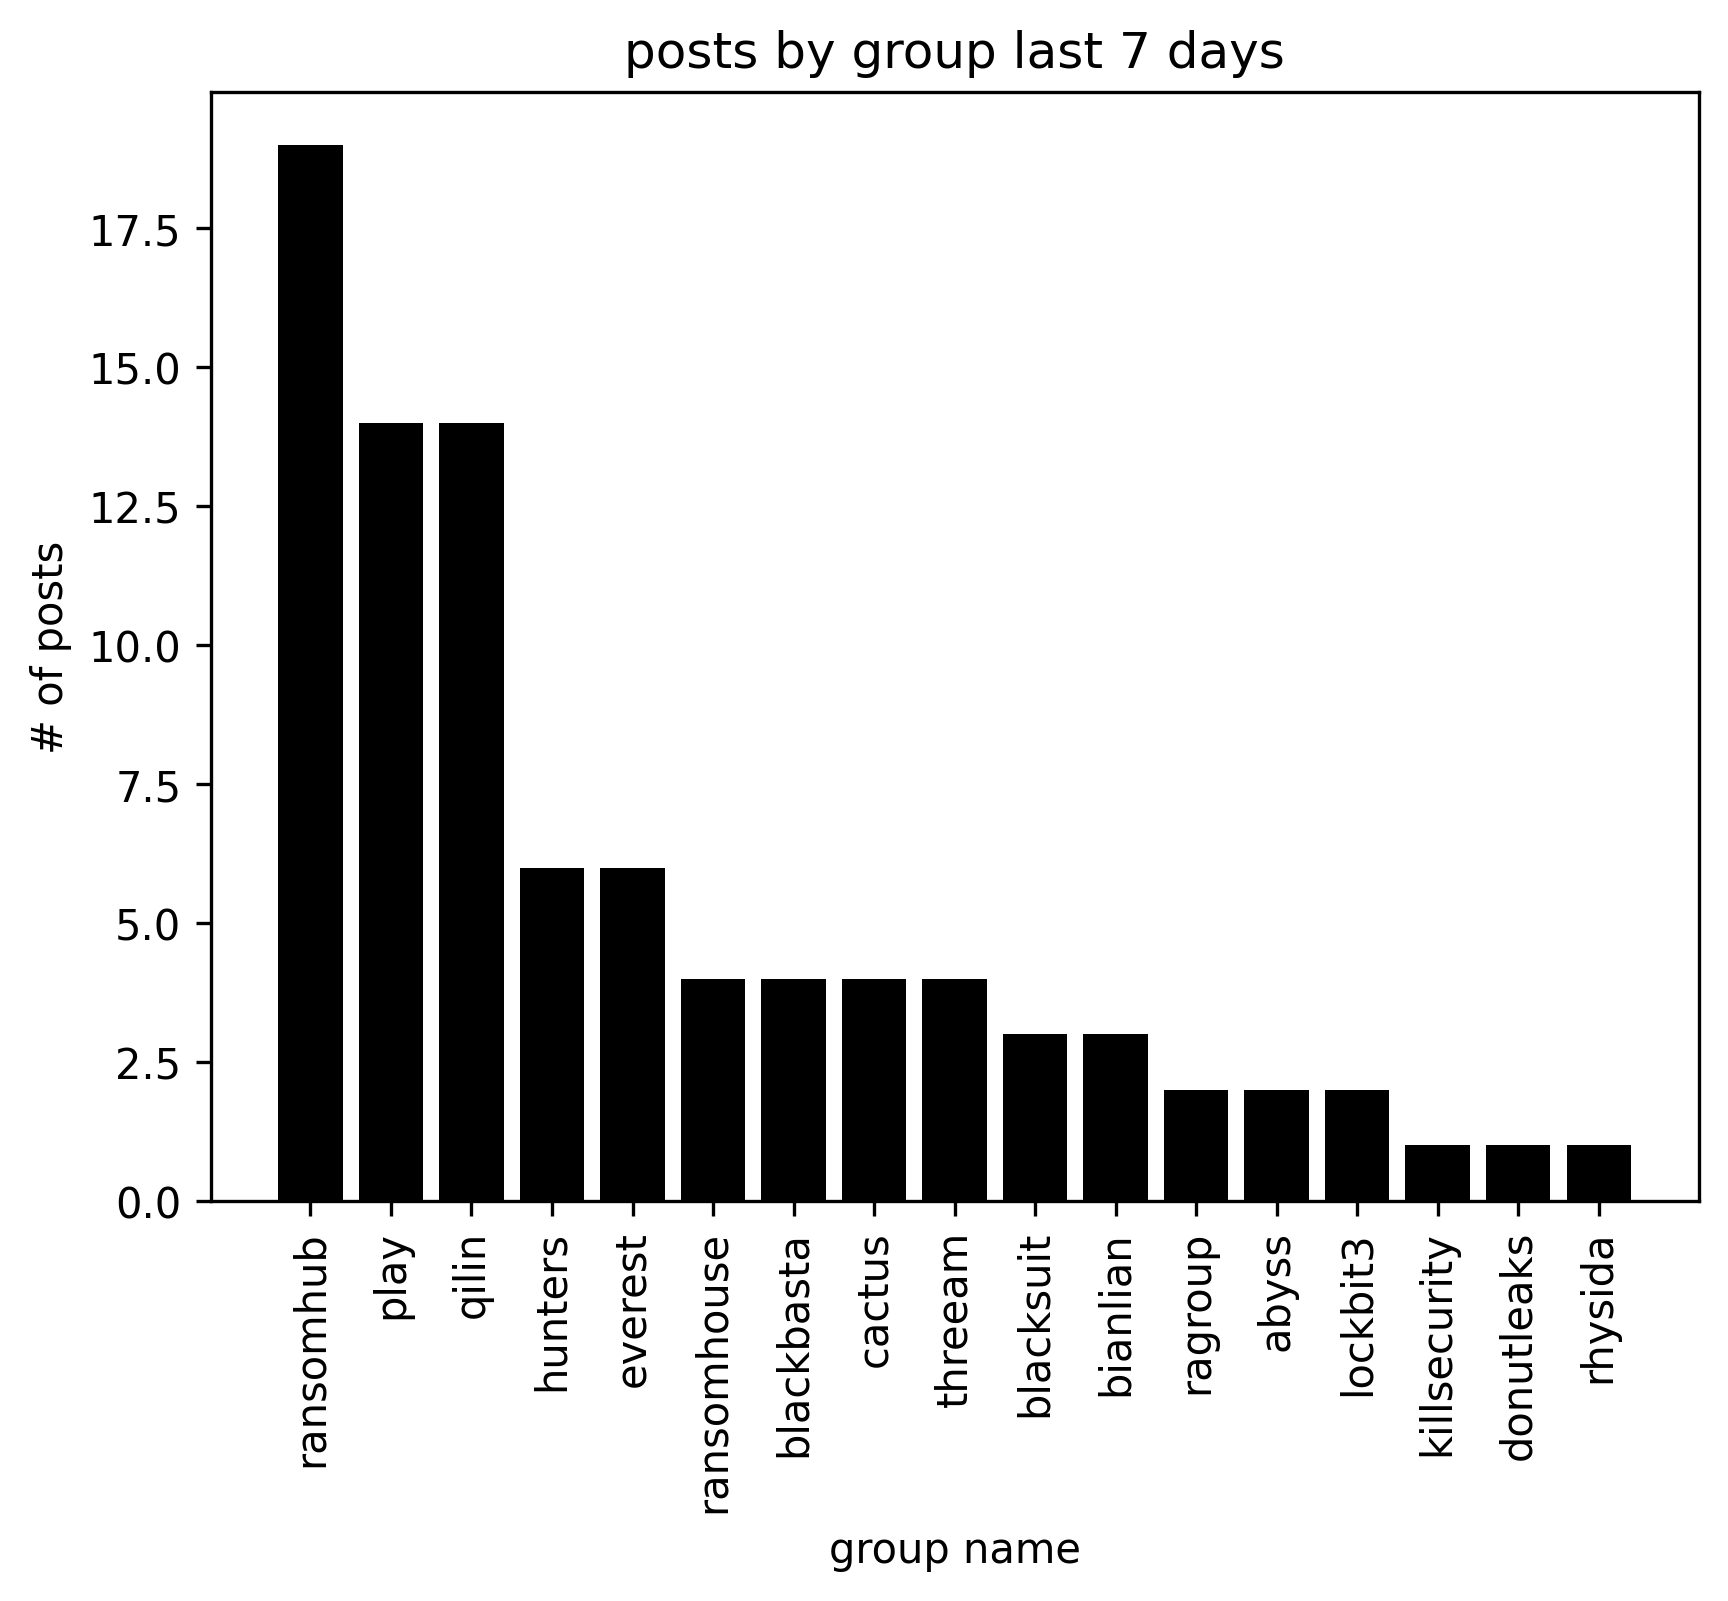 posts by group last 7 days
# of posts
17.5
15.0
12.5
10.0
7.5
5.0
2.5
0.0
ransomhub
play
qilin
hunters
everest
ransomhouse
blackbasta
cactus
threeam
blacksuit
bianlian
ragroup
abyss
lockbit3
killsecurity
donutleaks
rhysida
group name